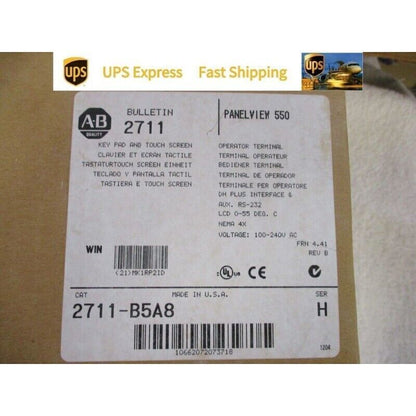 ups
UPS Express Fast Shipping
ups
A-B
QUALITY
BULLETIN
2711
PANELVIEW 550
KEY PAD AND TOUCH SCREEN
CLAVIER ET ECRAN TACTILE
TASTATURTOUCH SCREEN EINHEIT
TECLADO Y PANTALLA TACTIL
TASTIERA E TOUCH SCREEN
OPERATOR TERMINAL
TERMINAL OPERATEUR
BEDIENER TERMINAL
TERMINAL DE OPERADOR
TERMINALE PER OPERATORE
DH PLUS INTERFACE &
AUX. RS-232
LCD 0-55 DEG. C
NEMA 4X
VOLTAGE: 100-240V AC
FRN 4.41
REV B
WIN
(21)MK1RP21D
UL
CE
CAT
MADE IN U.S.A.
SER
2711-B5A8
H
10662072073718
1204